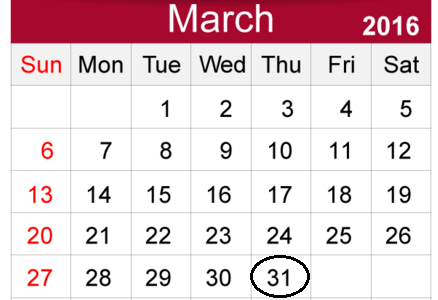 March 2016
Sun Mon Tue Wed Thu Fri Sat
1 2 3 4 5
6 7 8 9 10 11 12
13 14 15 16 17 18 19
20 21 22 23 24 25 26
27 28 29 30 31